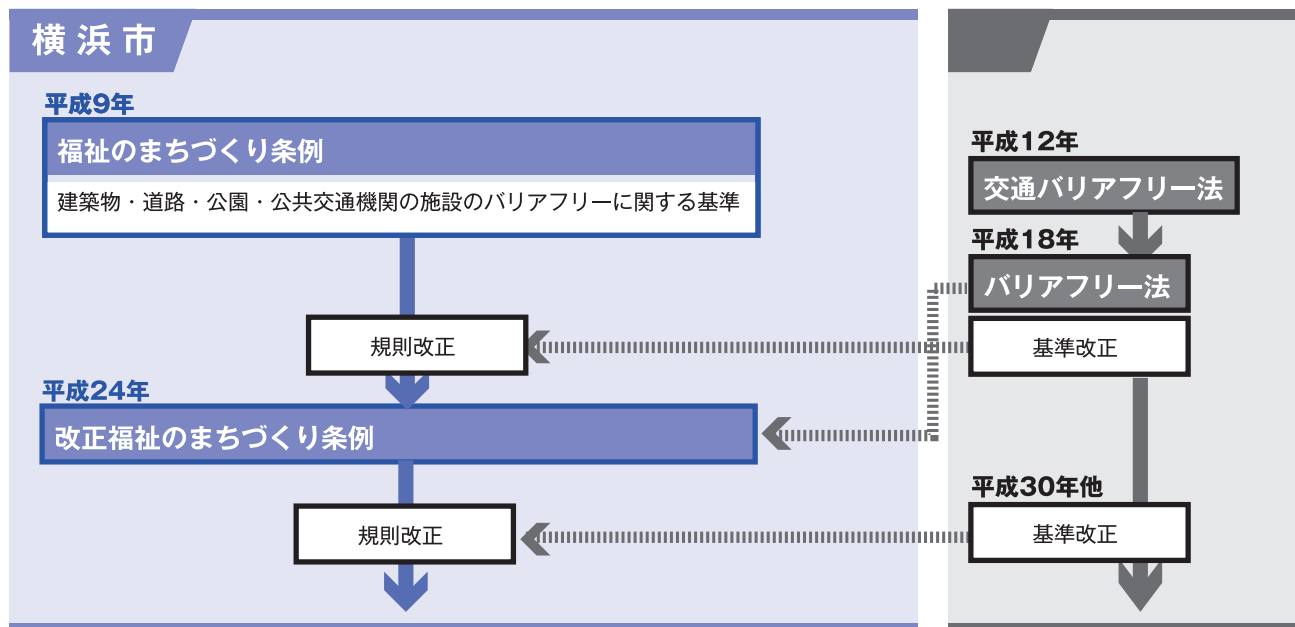 横浜市
平成9年
福祉のまちづくり条例
建築物・道路・公園・公共交通機関の施設のバリアフリーに関する基準
規則改正
平成24年
改正福祉のまちづくり条例
規則改正
平成12年
交通バリアフリー法
平成18年
バリアフリー法
基準改正
平成30年他
基準改正